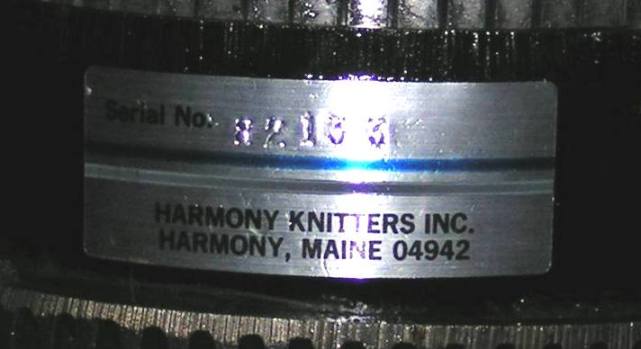 Serial No:
HARMONY KNITTERS INC.
HARMONY, MAINE 04942